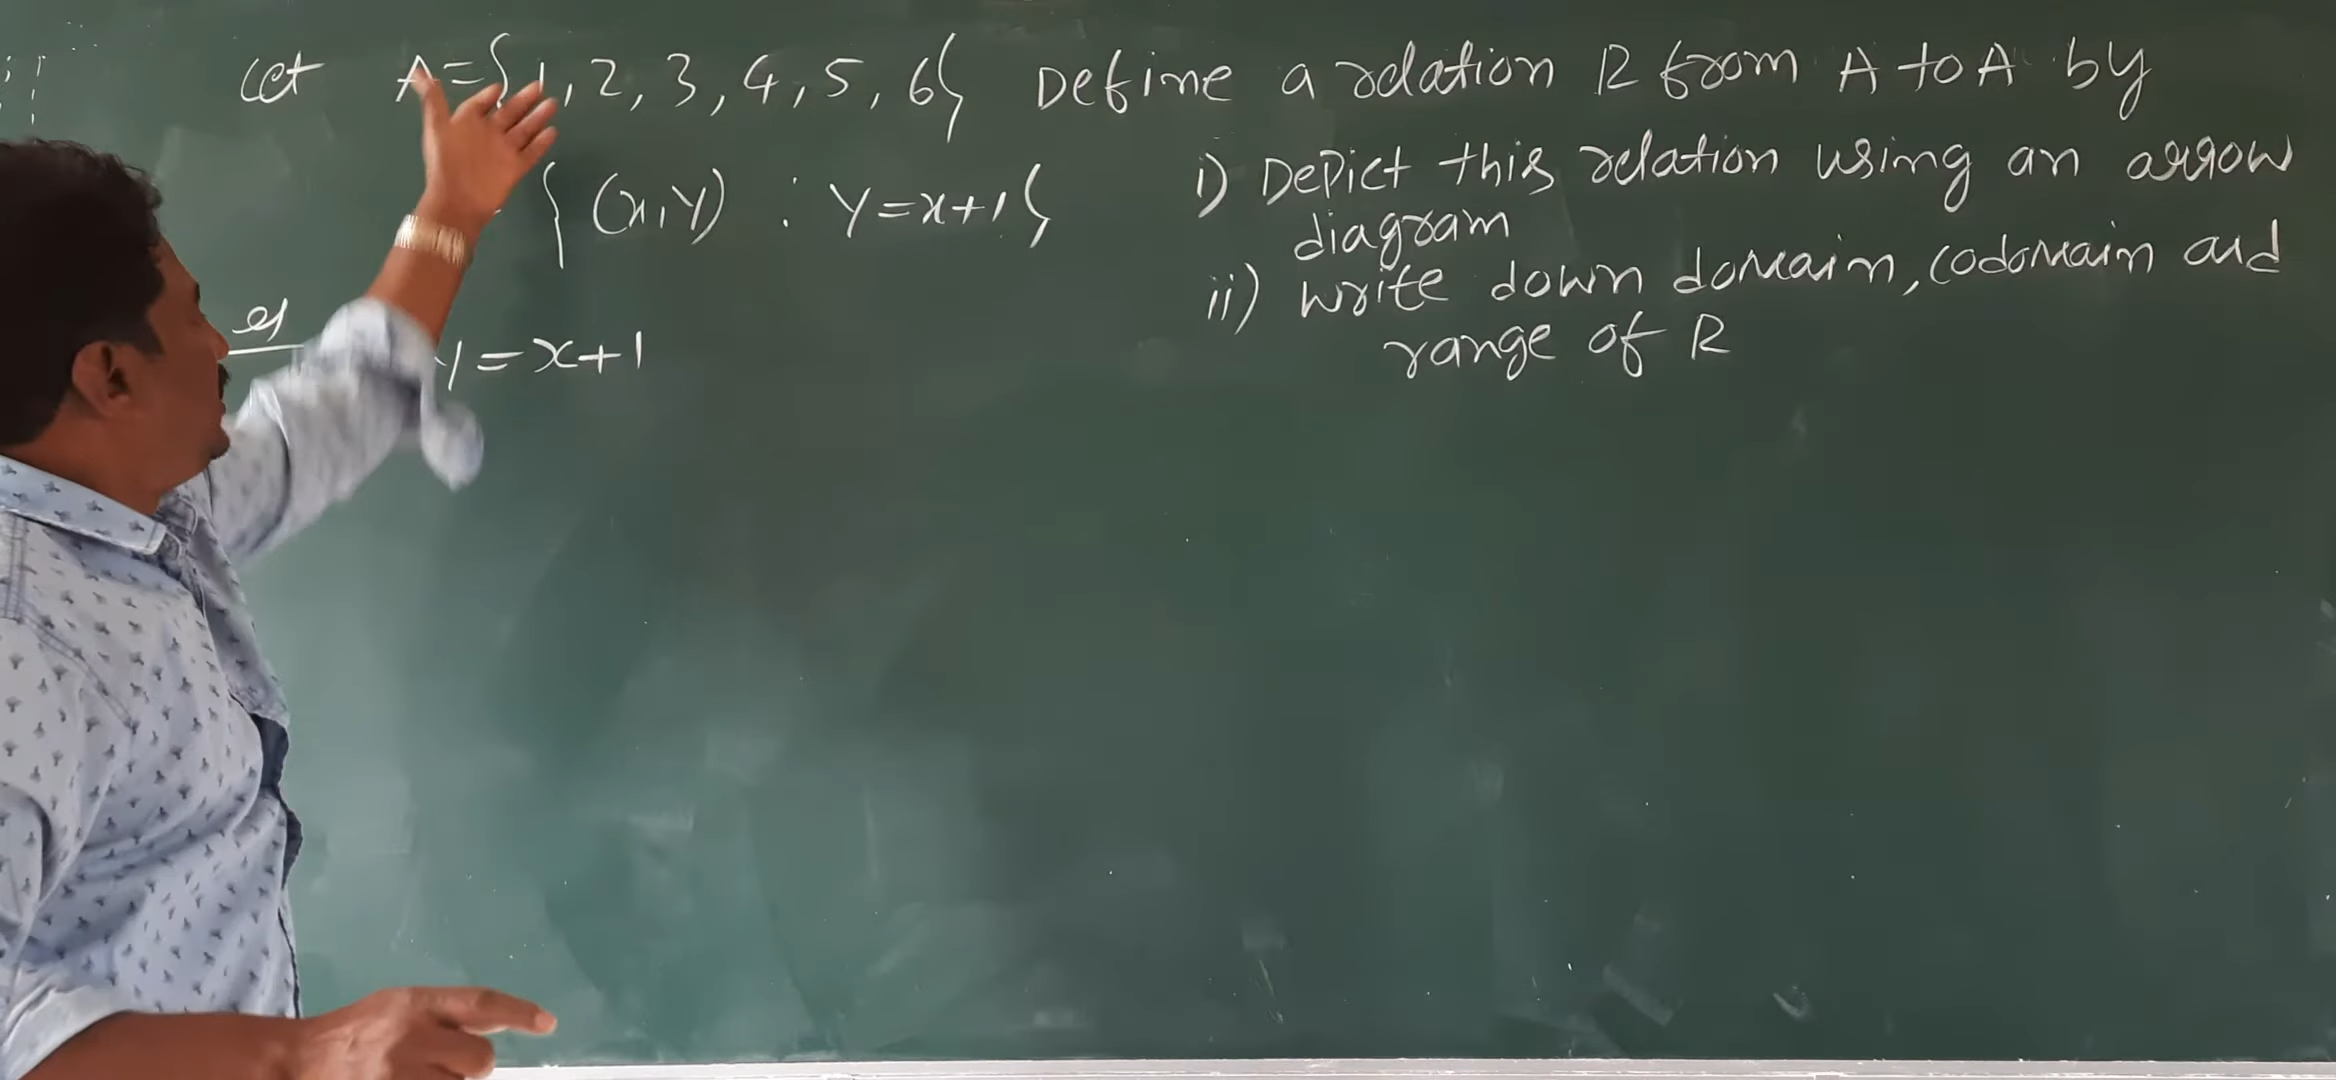 Let A={1, 2, 3, 4, 5, 6} Define a relation R from A to A by
{(x,y) : y=x+1}
i) Depict this relation using an arrow
diagram
ii) write down domain, codomain and
range of R
y=x+1